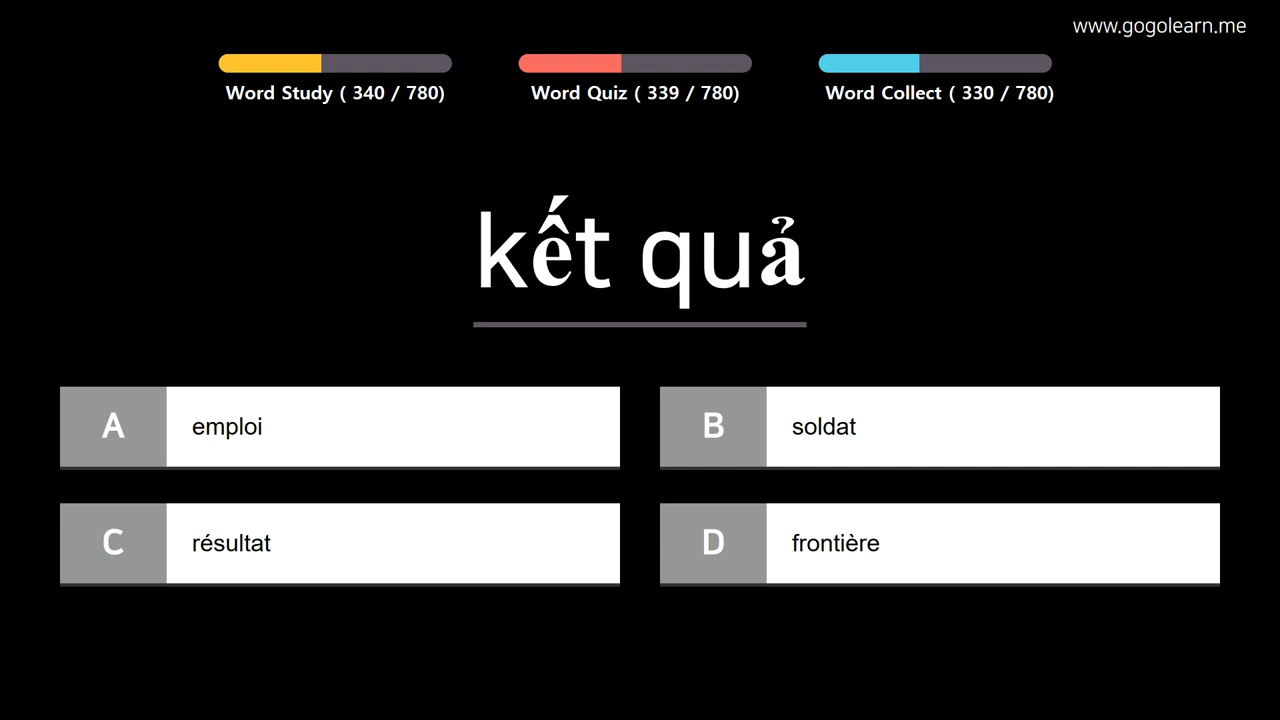 www.gogolearn.me
Word Study ( 340 / 780)
Word Quiz ( 339 / 780)
Word Collect ( 330 / 780)
kết quả
A
emploi
B
soldat
C
résultat
D
frontière